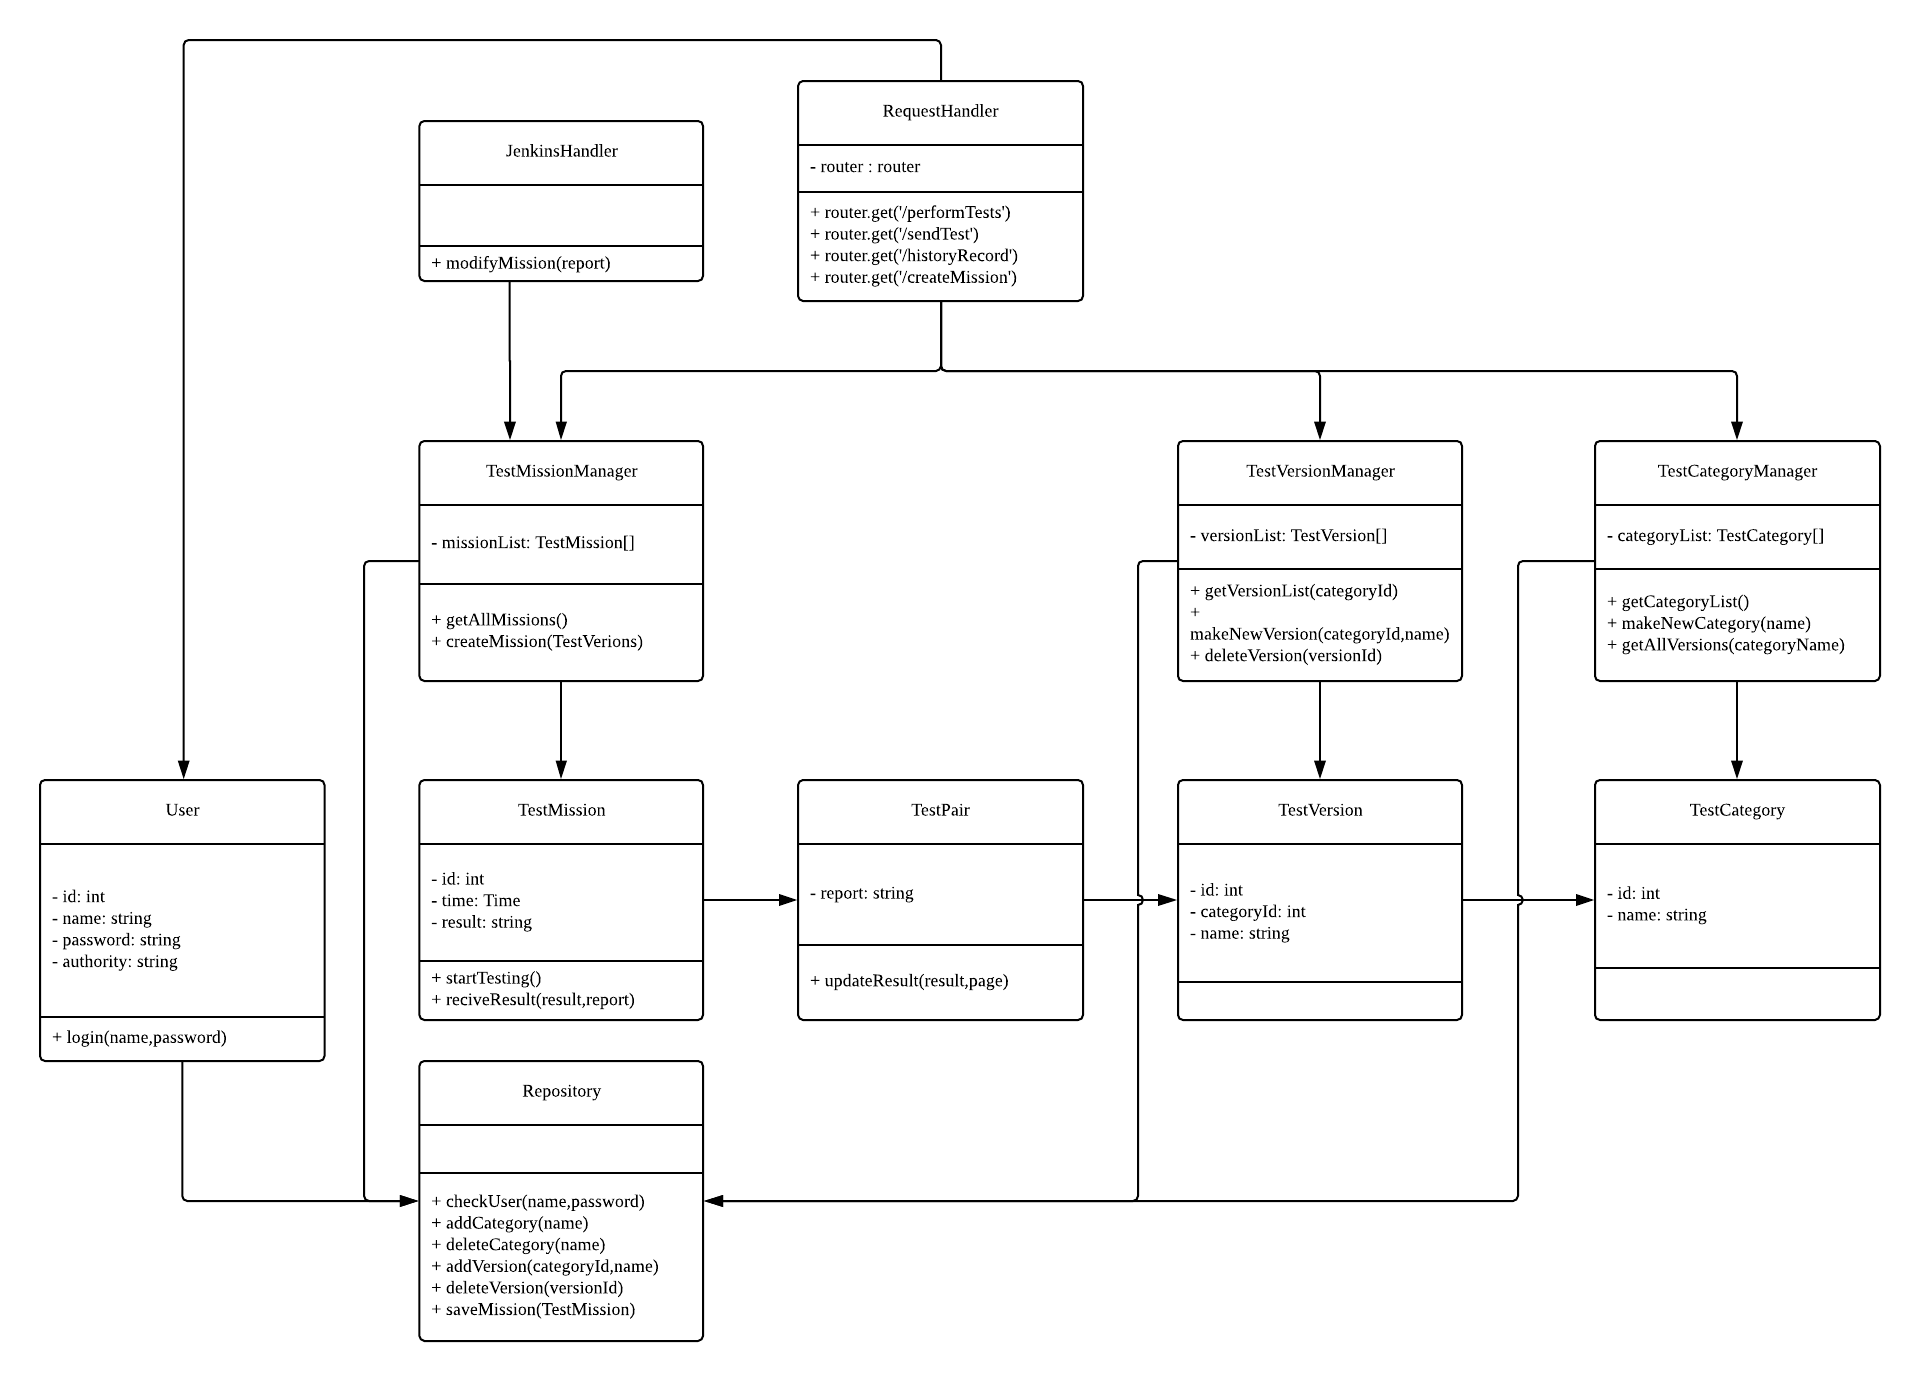 RequestHandler
- router : router
+ router.get('/performTests')
+ router.get('/sendTest')
+ router.get('/historyRecord')
+ router.get('/createMission')
JenkinsHandler
+ modifyMission(report)
TestMissionManager
- missionList: TestMission[]
+ getAllMissions()
+ createMission(TestVerions)
TestVersionManager
- versionList: TestVersion[]
+ getVersionList(categoryId)
+
makeNewVersion(categoryId,name)
+ deleteVersion(versionId)
TestCategoryManager
- categoryList: TestCategory[]
+ getCategoryList()
+ makeNewCategory(name)
+ getAllVersions(categoryName)
User
- id: int
- name: string
- password: string
- authority: string
+ login(name,password)
TestMission
- id: int
- time: Time
- result: string
+ startTesting()
+ reciveResult(result,report)
TestPair
- report: string
+ updateResult(result,page)
TestVersion
- id: int
- categoryId: int
- name: string
TestCategory
- id: int
- name: string
Repository
+ checkUser(name,password)
+ addCategory(name)
+ deleteCategory(name)
+ addVersion(categoryId,name)
+ deleteVersion(versionId)
+ saveMission(TestMission)